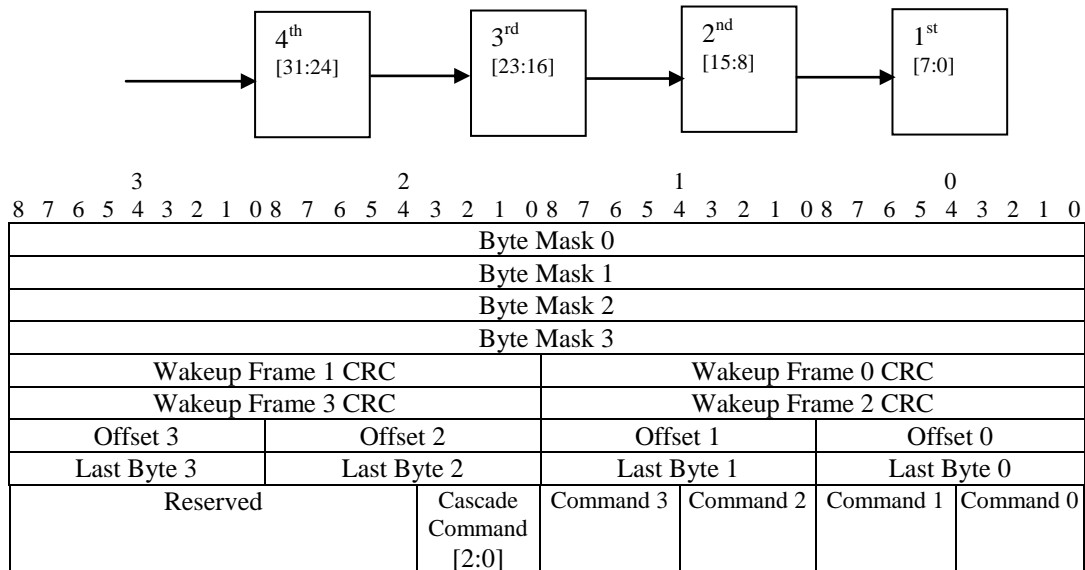 4th 3rd 2nd 1st
[31:24] [23:16] [15:8] [7:0]
3 2 1 0
8 7 6 5 4 3 2 1 0 8 7 6 5 4 3 2 1 0 8 7 6 5 4 3 2 1 0 8 7 6 5 4 3 2 1 0
Byte Mask 0
Byte Mask 1
Byte Mask 2
Byte Mask 3
Wakeup Frame 1 CRC Wakeup Frame 0 CRC
Wakeup Frame 3 CRC Wakeup Frame 2 CRC
Offset 3 Offset 2 Offset 1 Offset 0
Last Byte 3 Last Byte 2 Last Byte 1 Last Byte 0
Reserved Cascade Command 3 Command 2 Command 1 Command 0
Command
[2:0]